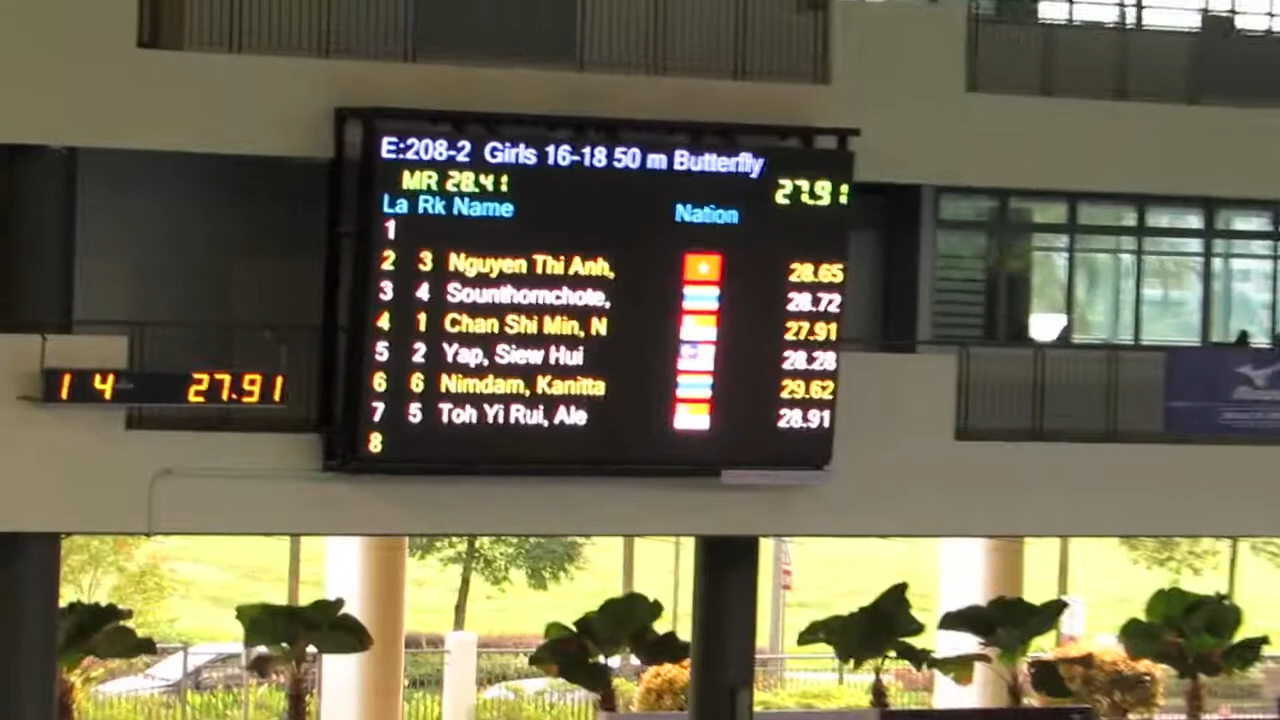 E:208-2 Girls 16-18 50 m Butterfly
MR 28.41 27.91
La Rk Name Nation
1
2 3 Nguyen Thi Anh, 28.65
3 4 Sounthornchote, 28.72
4 1 Chan Shi Min, N 27.91
5 2 Yap, Siew Hui 28.28
6 6 Nimdam, Kanitta 29.62
7 5 Toh Yi Rui, Ale 28.91
8
1 4 27.91